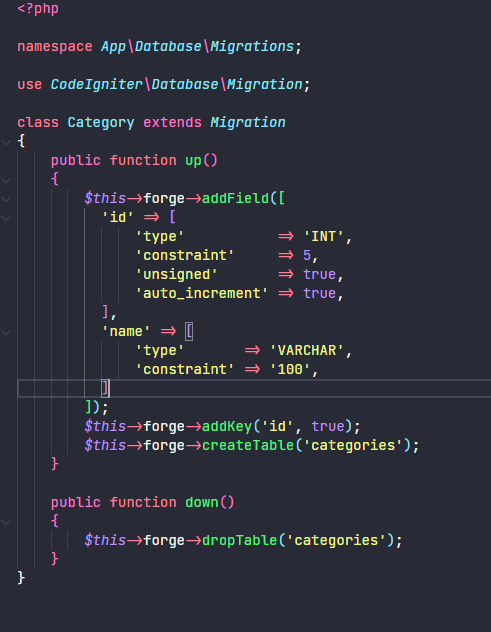 <?php
namespace App\Database\Migrations;
use CodeIgniter\Database\Migration;
class Category extends Migration
{
    public function up()
    {
        $this->forge->addField([
          'id' => [
              'type'           => 'INT',
              'constraint'     => 5,
              'unsigned'       => true,
              'auto_increment' => true,
          ],
          'name' => [
              'type'       => 'VARCHAR',
              'constraint' => '100',
          ]
        ]);
        $this->forge->addKey('id', true);
        $this->forge->createTable('categories');
    }
    public function down()
    {
        $this->forge->dropTable('categories');
    }
}